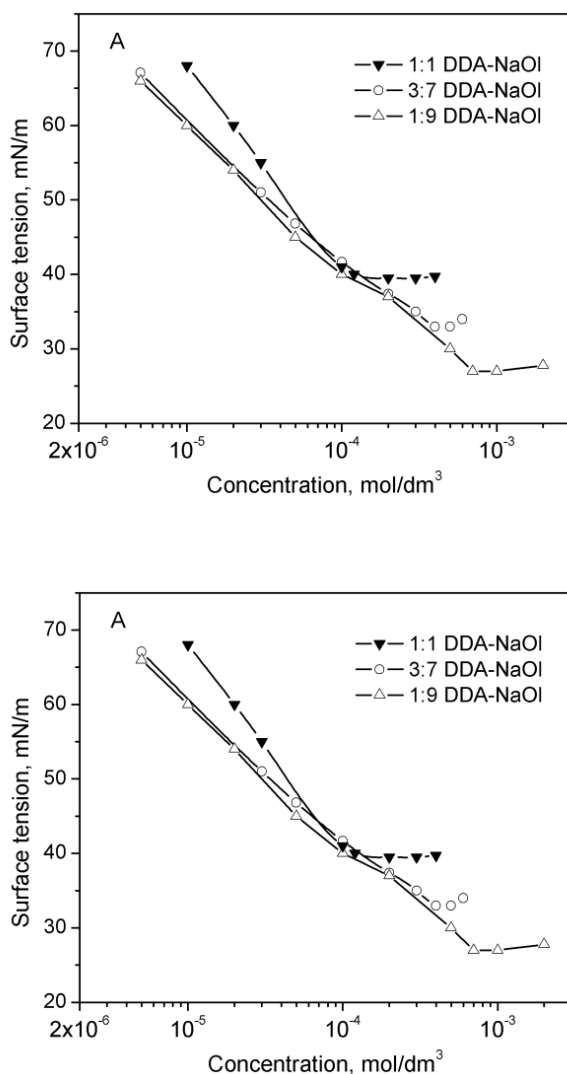 A
70
1:1 DDA-NaOl
3:7 DDA-NaOl
1:9 DDA-NaOl
60
50
40
30
20
Surface tension, mN/m
2x10⁻⁶ 10⁻⁵ 10⁻⁴ 10⁻³
Concentration, mol/dm³
A
70
1:1 DDA-NaOl
3:7 DDA-NaOl
1:9 DDA-NaOl
60
50
40
30
20
Surface tension, mN/m
2x10⁻⁶ 10⁻⁵ 10⁻⁴ 10⁻³
Concentration, mol/dm³